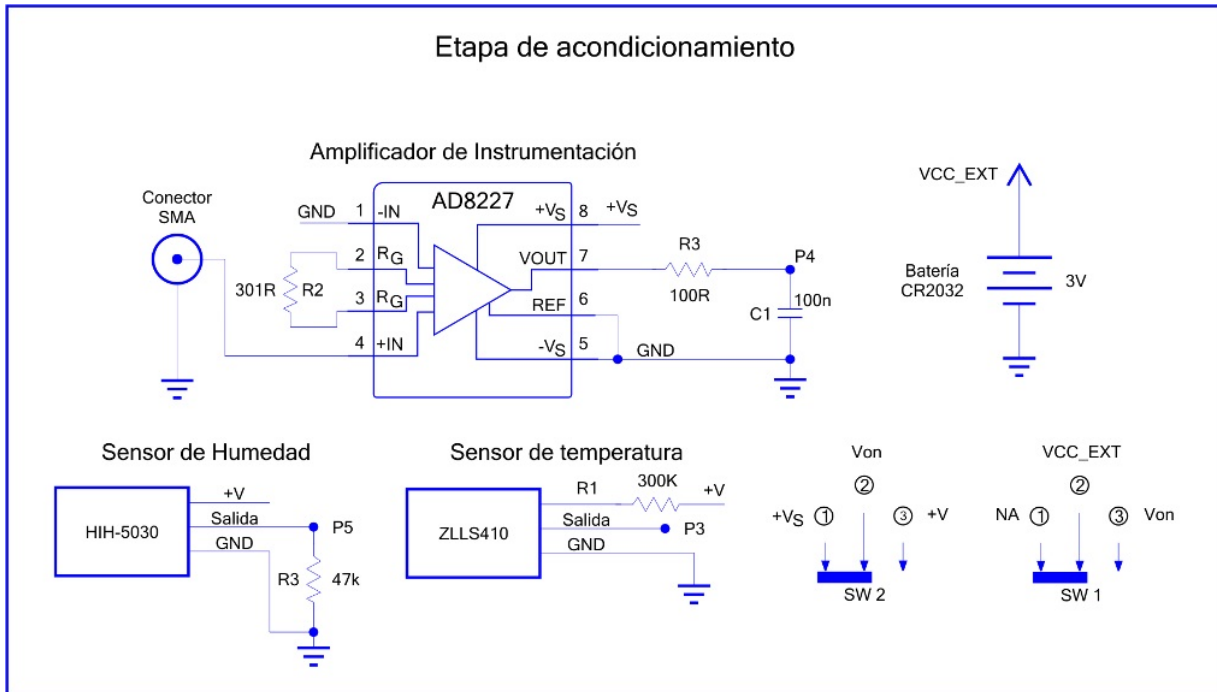 Etapa de acondicionamiento
Amplificador de Instrumentación
Conector
SMA
GND
1
-IN
AD8227
+VS
8
+VS
2
RG
VOUT
7
R3
P4
301R
R2
3
RG
REF
6
100R
C1
100n
4
+IN
-VS
5
GND
VCC_EXT
Batería
CR2032
3V
Sensor de Humedad
HIH-5030
+V
Salida
P5
GND
R3
47k
Sensor de temperatura
ZLLS410
R1
300K
+V
Salida
P3
GND
Von
2
+VS
1
3
+V
SW 2
VCC_EXT
2
NA
1
3
Von
SW 1